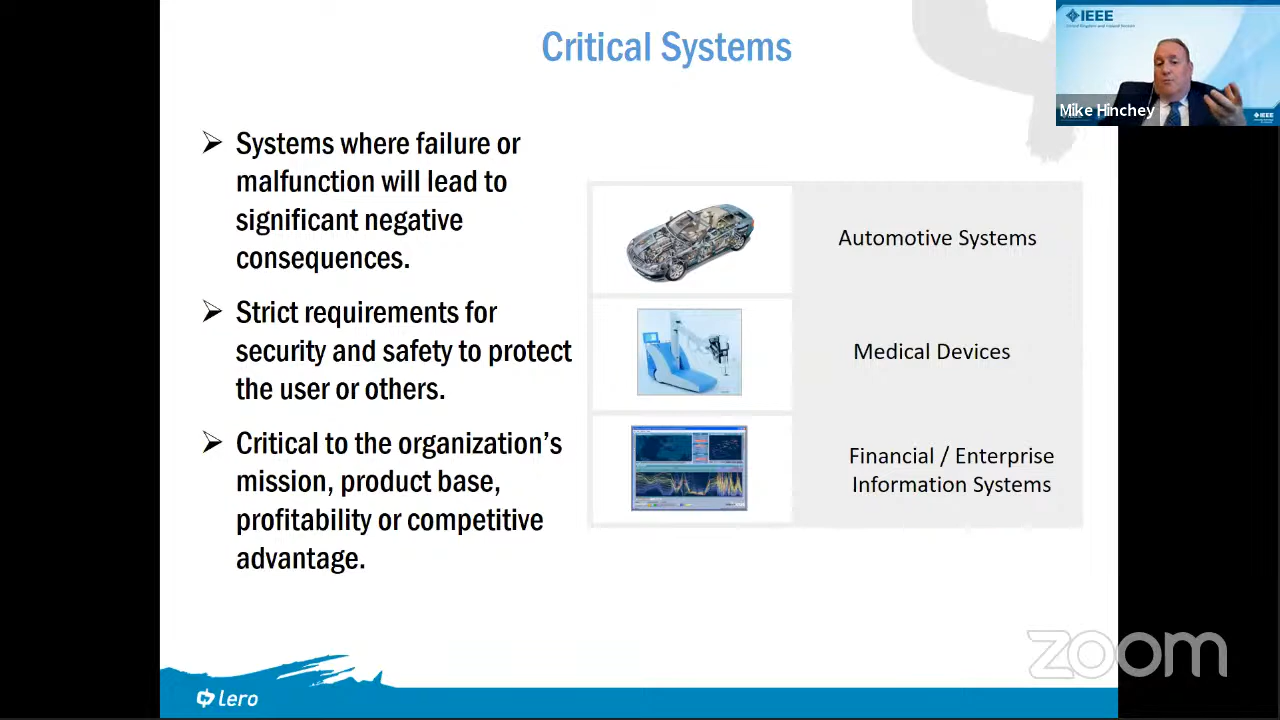 Critical Systems
IEEE
Mike Hinchey
IEEE
Systems where failure or
malfunction will lead to
significant negative
consequences.
Strict requirements for
security and safety to protect
the user or others.
Critical to the organization's
mission, product base,
profitability or competitive
advantage.
Automotive Systems
Medical Devices
Financial / Enterprise
Information Systems
lero
zoom